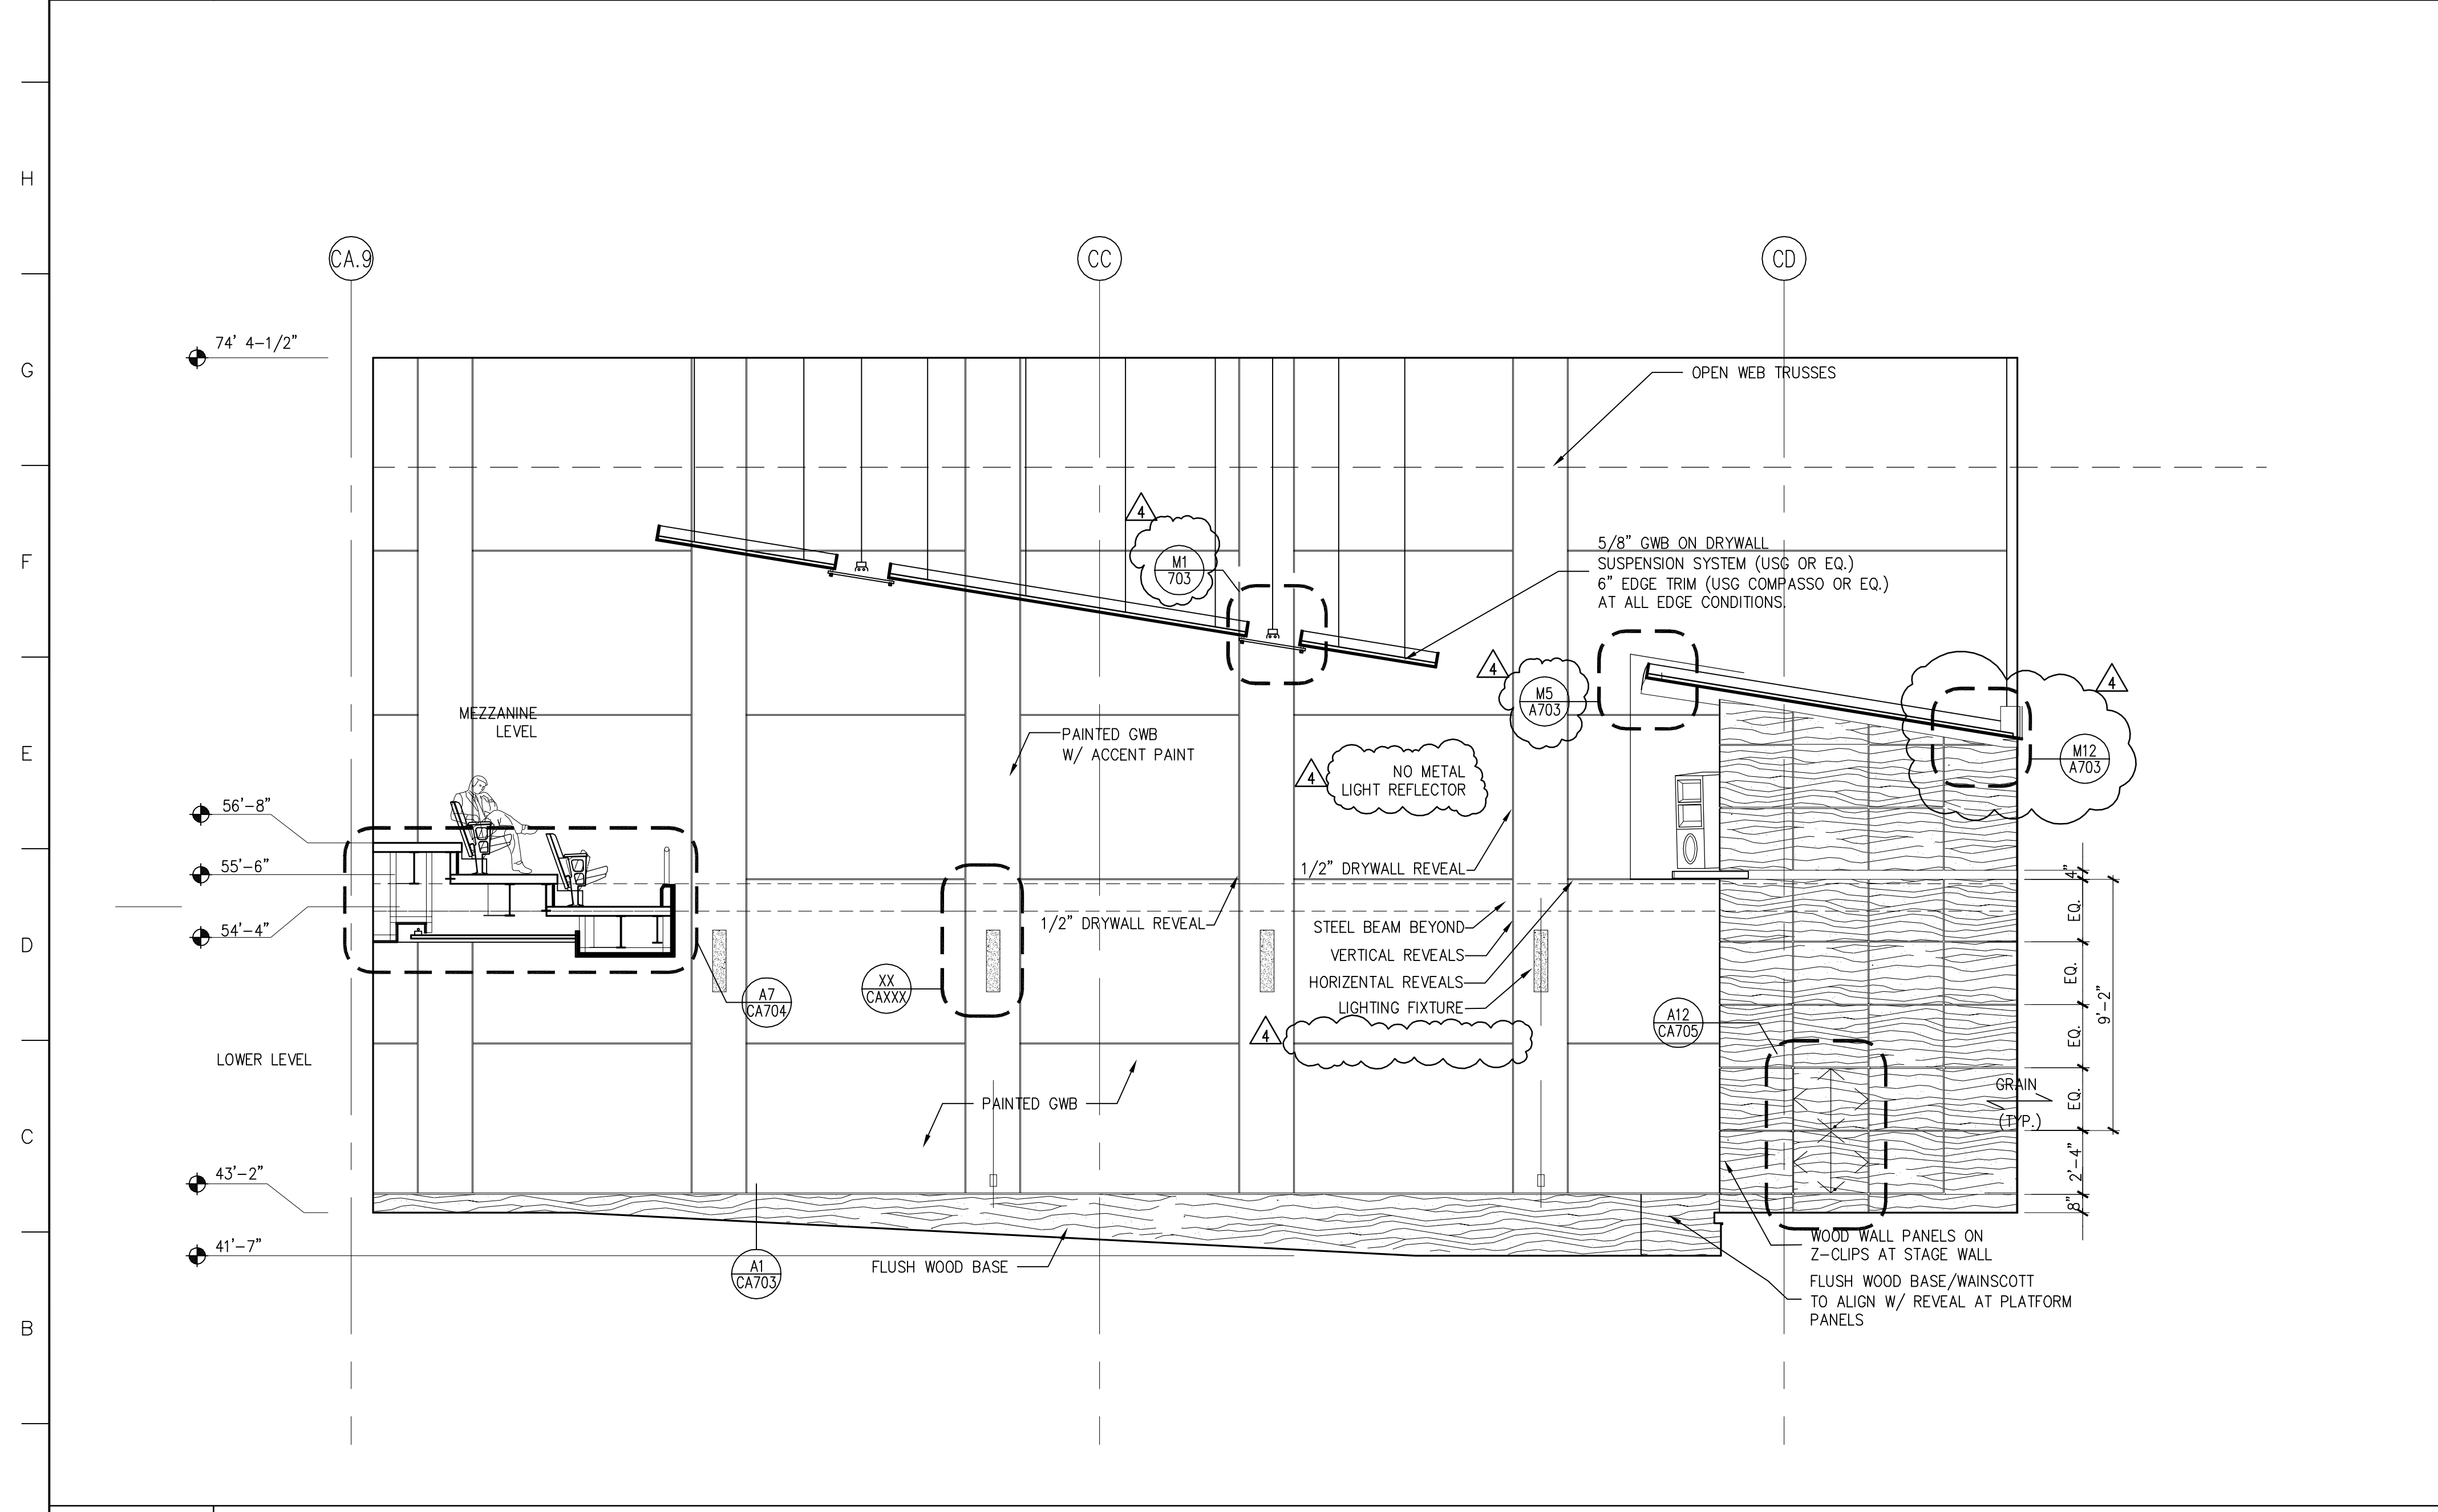 H
G
F
E
D
C
B
CA.9
CC
CD
74' 4-1/2"
OPEN WEB TRUSSES
4
M1
703
5/8" GWB ON DRYWALL
SUSPENSION SYSTEM (USG OR EQ.)
6" EDGE TRIM (USG COMPASSO OR EQ.)
AT ALL EDGE CONDITIONS.
4
M5
A703
4
M12
A703
MEZZANINE
LEVEL
PAINTED GWB
W/ ACCENT PAINT
4
NO METAL
LIGHT REFLECTOR
56'-8"
55'-6"
54'-4"
1/2" DRYWALL REVEAL
1/2" DRYWALL REVEAL
STEEL BEAM BEYOND
VERTICAL REVEALS
HORIZENTAL REVEALS
LIGHTING FIXTURE
4
A7
CA704
XX
CAXXX
A12
CA705
LOWER LEVEL
PAINTED GWB
4"
EQ.
EQ.
EQ.
EQ.
9'-2"
2'-4"
8"
GRAIN
(TYP.)
43'-2"
41'-7"
A1
CA703
FLUSH WOOD BASE
WOOD WALL PANELS ON
Z-CLIPS AT STAGE WALL
FLUSH WOOD BASE/WAINSCOTT
TO ALIGN W/ REVEAL AT PLATFORM
PANELS